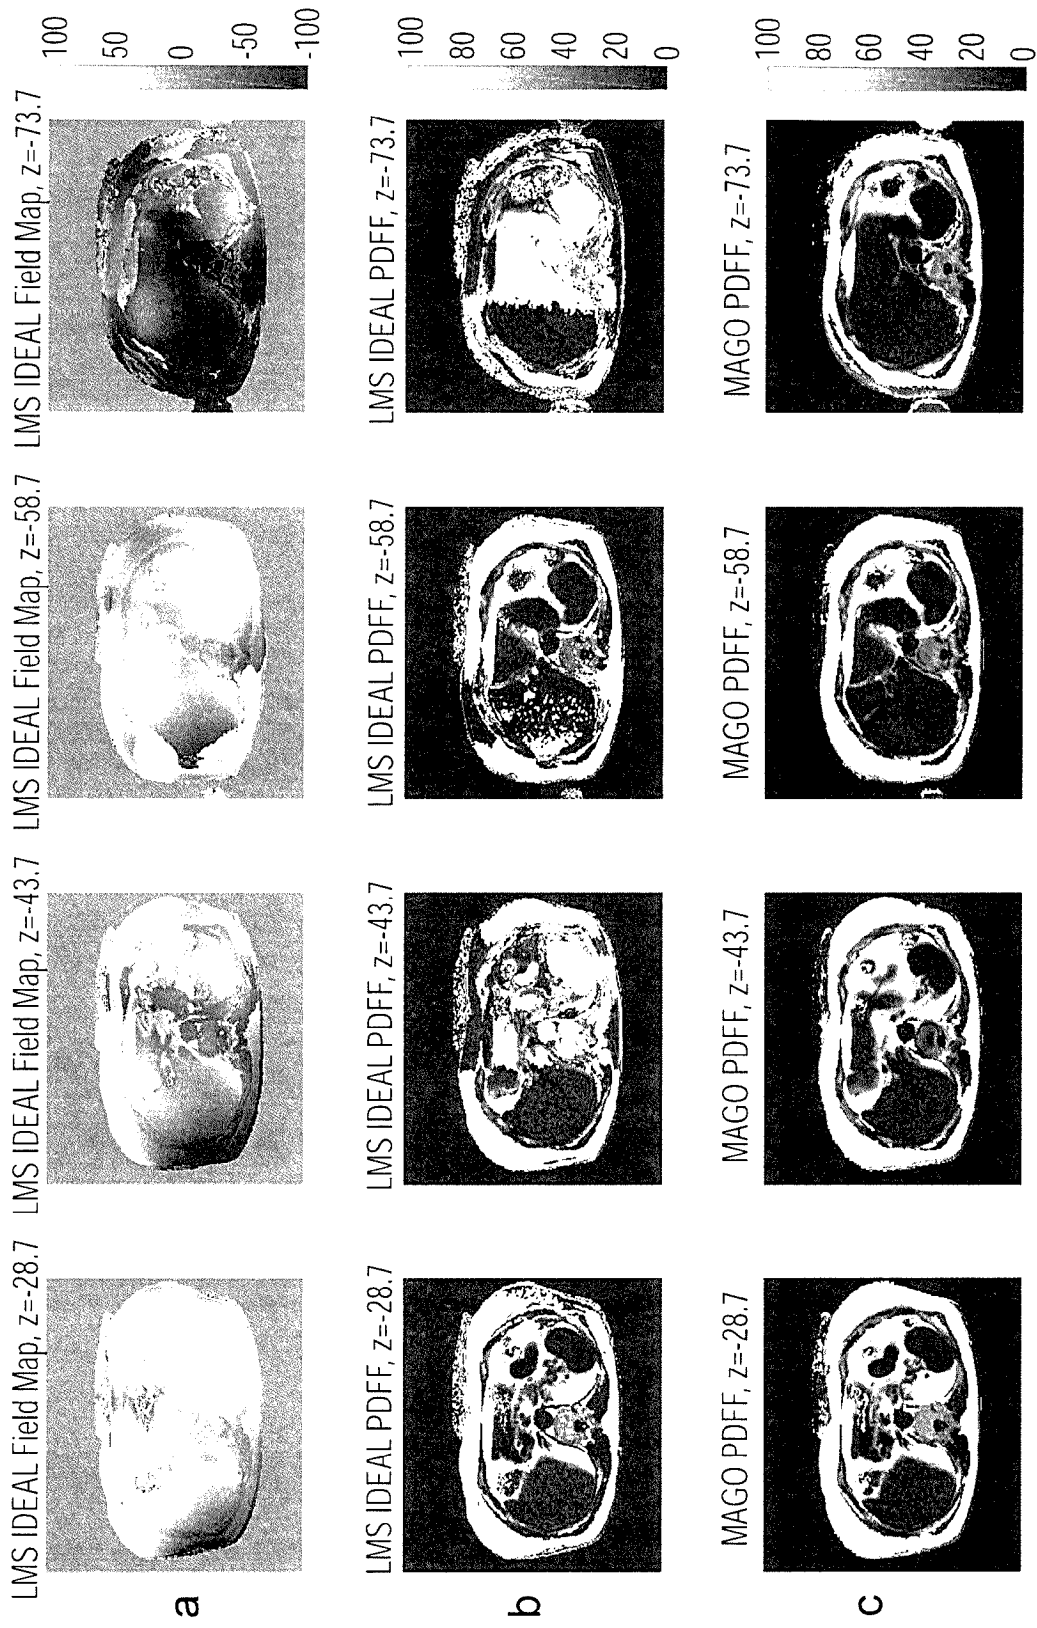 a
LMS IDEAL Field Map, z=-28.7
LMS IDEAL Field Map, z=-43.7
LMS IDEAL Field Map, z=-58.7
LMS IDEAL Field Map, z=-73.7
100
50
0
-50
-100
b
LMS IDEAL PDFF, z=-28.7
LMS IDEAL PDFF, z=-43.7
LMS IDEAL PDFF, z=-58.7
LMS IDEAL PDFF, z=-73.7
100
80
60
40
20
0
c
MAGO PDFF, z=-28.7
MAGO PDFF, z=-43.7
MAGO PDFF, z=-58.7
MAGO PDFF, z=-73.7
100
80
60
40
20
0